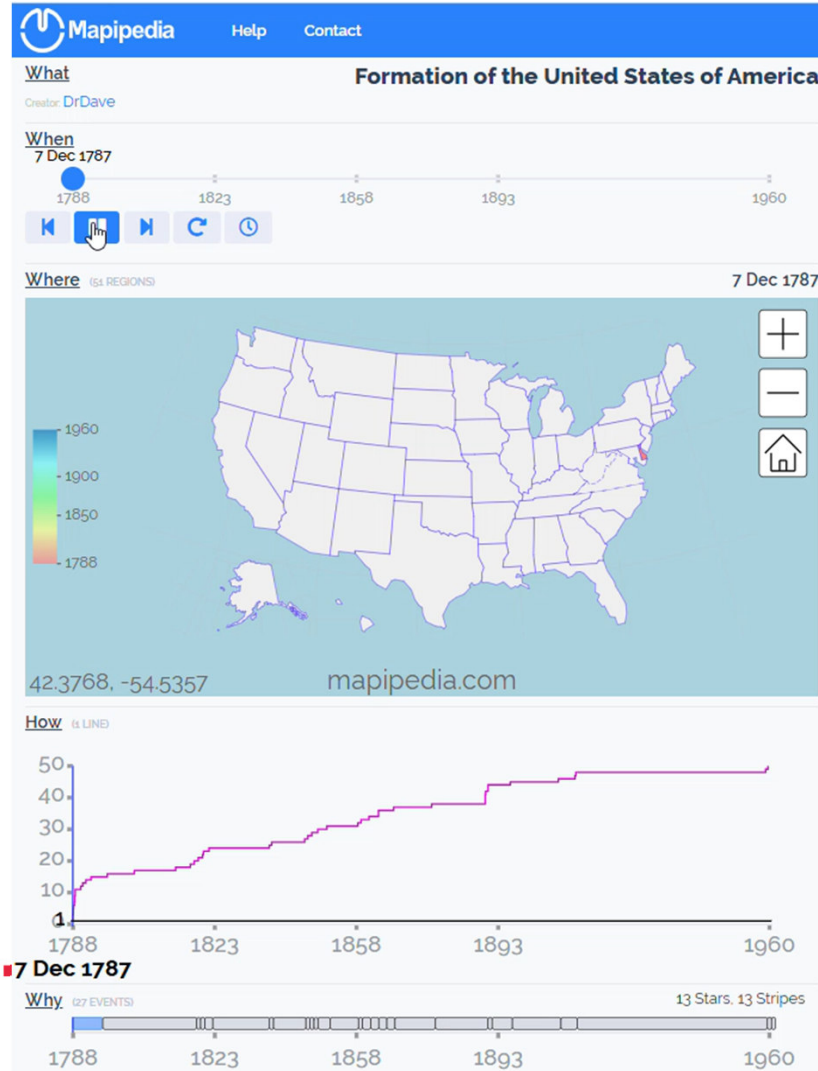 Mapipedia Help Contact
What
Formation of the United States of America
Creator: DrDave
When
7 Dec 1787
1788 1823 1858 1893 1960
Where (51 REGIONS) 7 Dec 1787
1960
1900
1850
1788
42.3768, -54.5357 mapipedia.com
How (1 LINE)
50
40
30
20
10
1
1788 1823 1858 1893 1960
7 Dec 1787
Why (27 EVENTS) 13 Stars, 13 Stripes
1788 1823 1858 1893 1960